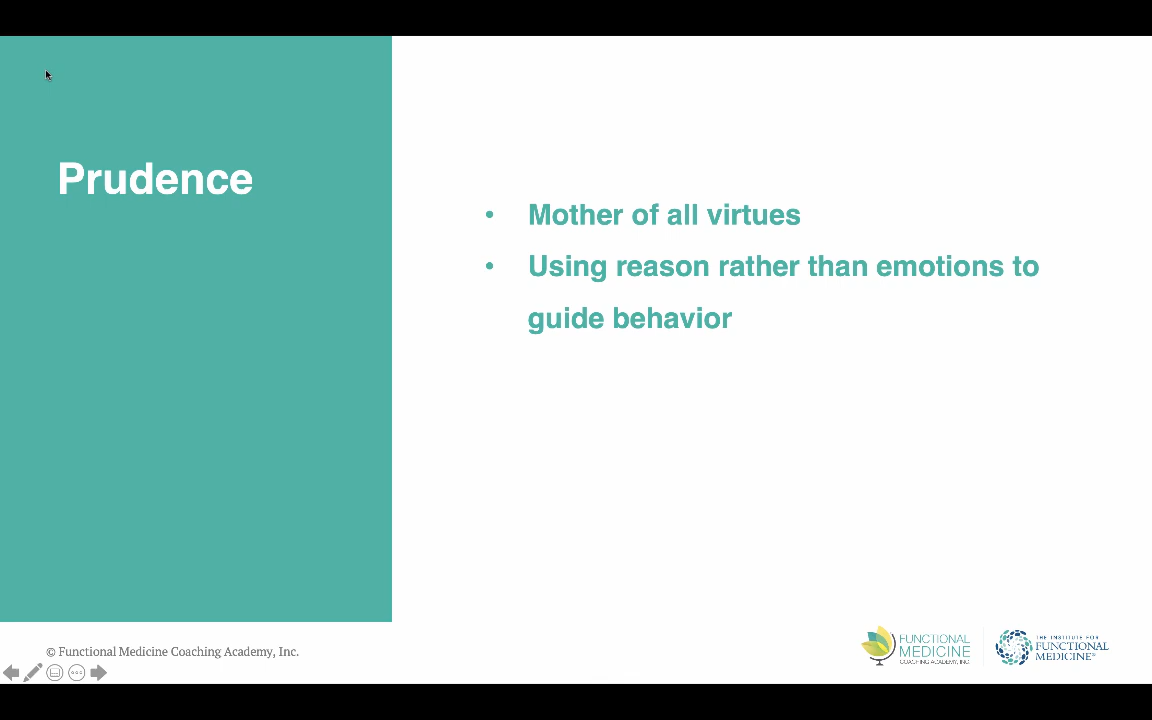 Prudence
• Mother of all virtues
• Using reason rather than emotions to
guide behavior
© Functional Medicine Coaching Academy, Inc.
FUNCTIONAL
MEDICINE
COACHING ACADEMY, INC.
THE INSTITUTE FOR
FUNCTIONAL
MEDICINE®